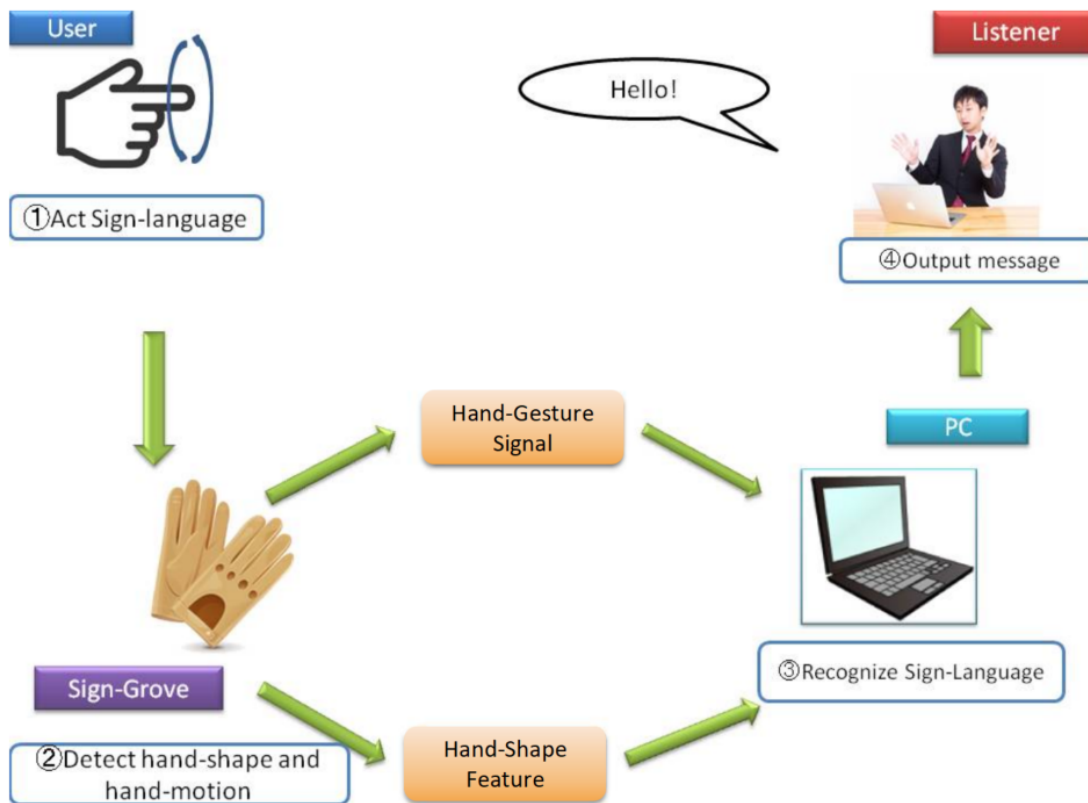 User
Listener
Hello!
①Act Sign-language
④Output message
Hand-Gesture
Signal
PC
③Recognize Sign-Language
Sign-Grove
②Detect hand-shape and
hand-motion
Hand-Shape
Feature